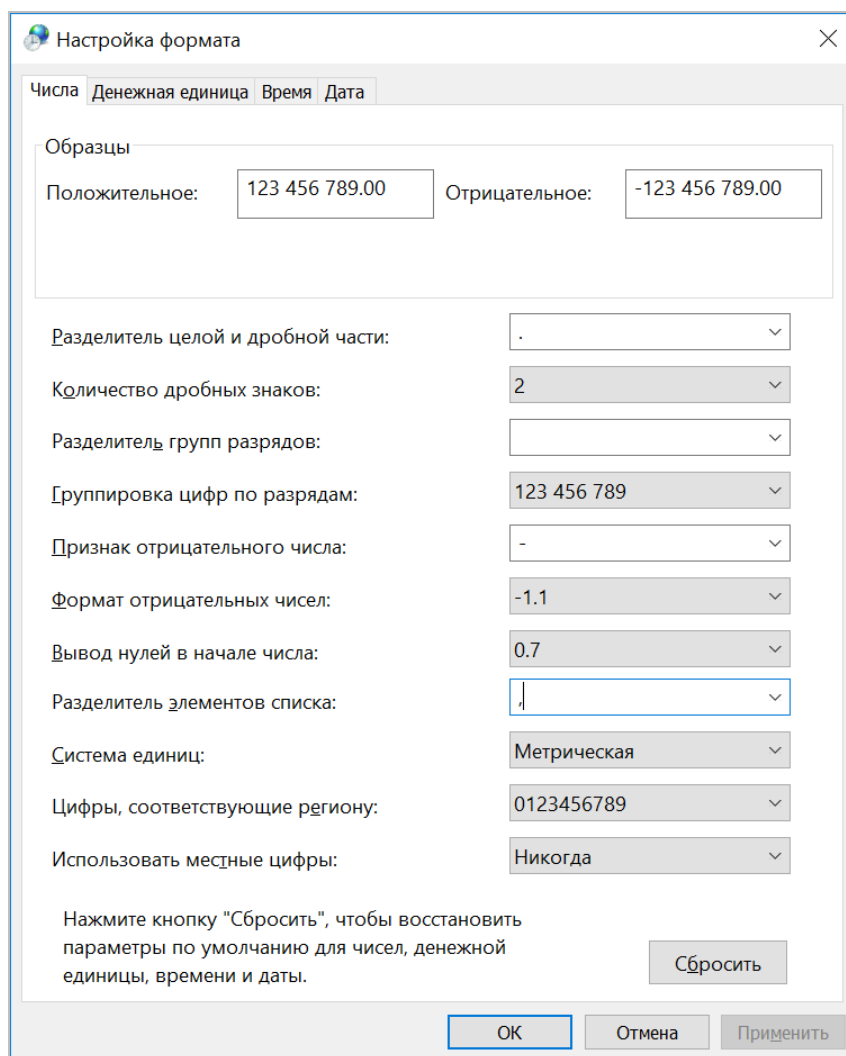 Настройка формата
Числа Денежная единица Время Дата
Образцы
Положительное: 123 456 789.00 Отрицательное: -123 456 789.00
Разделитель целой и дробной части: .
Количество дробных знаков: 2
Разделитель групп разрядов:
Группировка цифр по разрядам: 123 456 789
Признак отрицательного числа: -
Формат отрицательных чисел: -1.1
Вывод нулей в начале числа: 0.7
Разделитель элементов списка: ,
Система единиц: Метрическая
Цифры, соответствующие региону: 0123456789
Использовать местные цифры: Никогда
Нажмите кнопку "Сбросить", чтобы восстановить
параметры по умолчанию для чисел, денежной
единицы, времени и даты.
Сбросить
ОК Отмена Применить